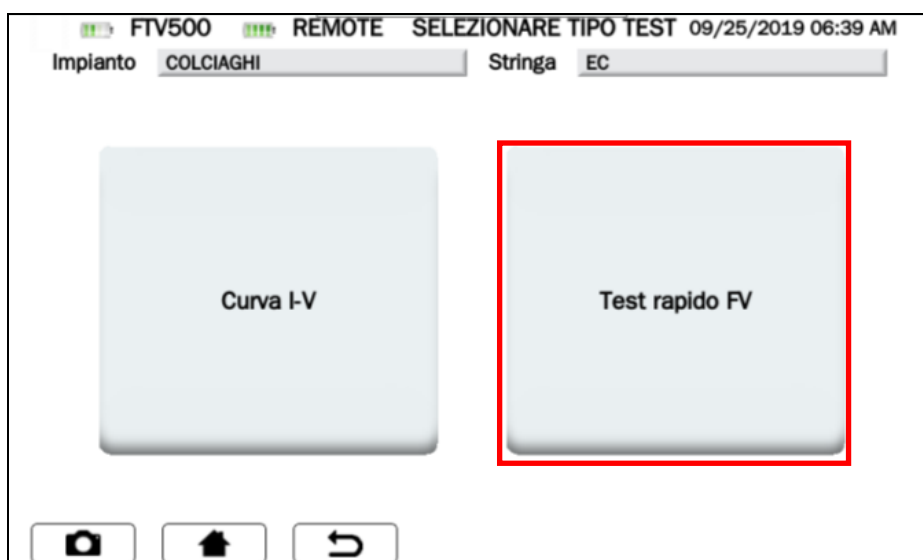 FTV500 REMOTE SELEZIONARE TIPO TEST 09/25/2019 06:39 AM
Impianto COLCIAGHI Stringa EC
Curva I-V Test rapido FV